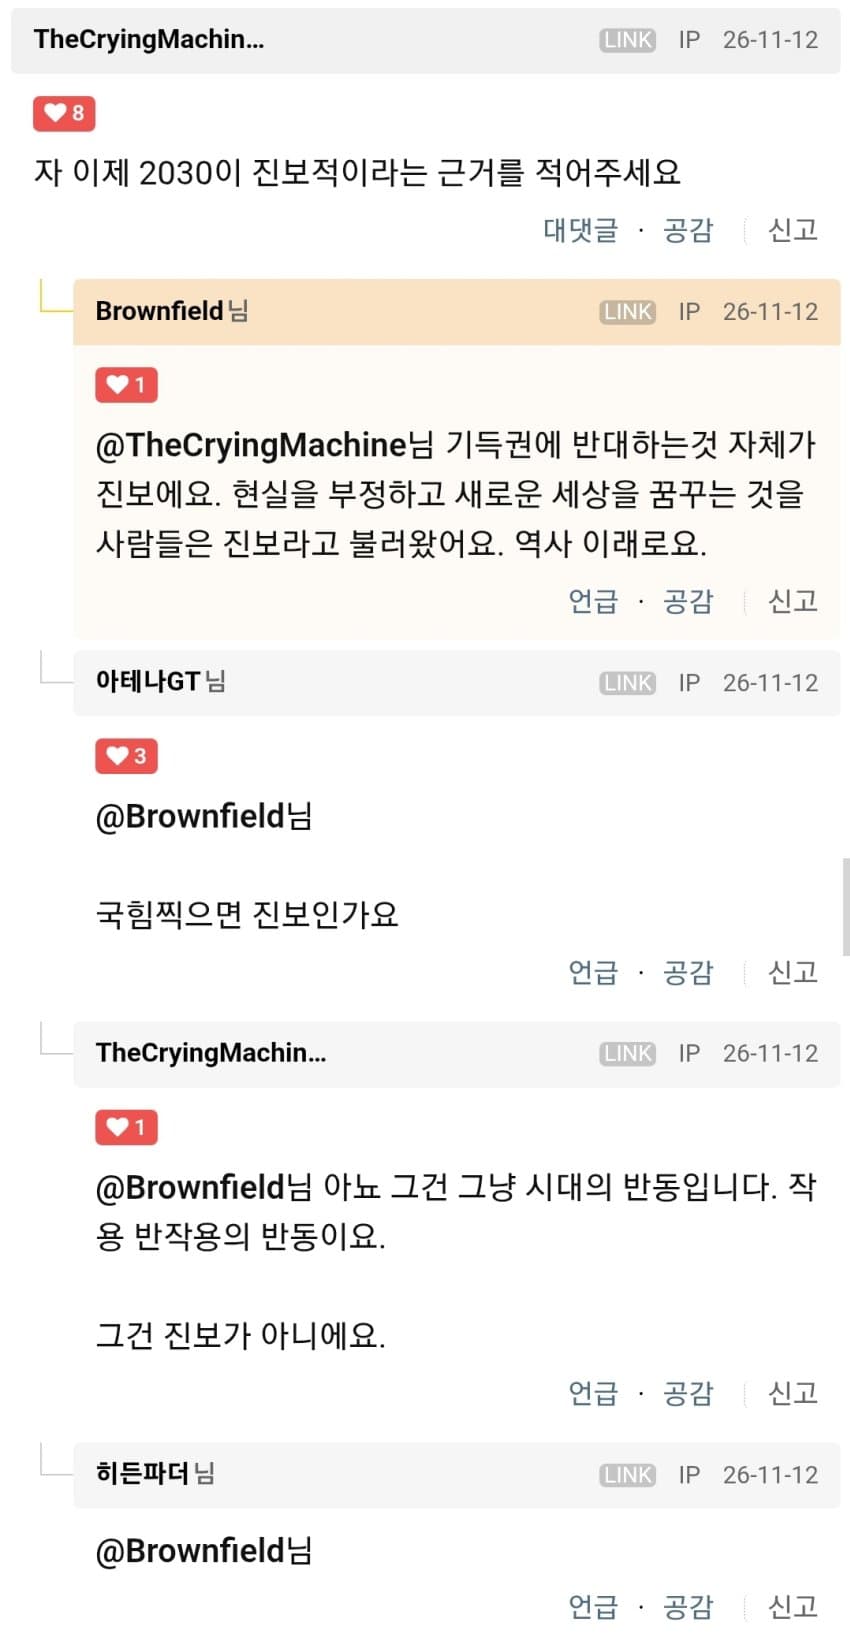 TheCryingMachin... LINK IP 26-11-12
8
자 이제 2030이 진보적이라는 근거를 적어주세요
대댓글 · 공감 신고
Brownfield님 LINK IP 26-11-12
1
@TheCryingMachine님 기득권에 반대하는것 자체가
진보에요. 현실을 부정하고 새로운 세상을 꿈꾸는 것을
사람들은 진보라고 불러왔어요. 역사 이래로요.
언급 · 공감 신고
아테나GT님 LINK IP 26-11-12
3
@Brownfield님
국힘찍으면 진보인가요
언급 · 공감 신고
TheCryingMachin... LINK IP 26-11-12
1
@Brownfield님 아뇨 그건 그냥 시대의 반동입니다. 작
용 반작용의 반동이요.
그건 진보가 아니에요.
언급 · 공감 신고
히든파더님 LINK IP 26-11-12
@Brownfield님
언급 · 공감 신고